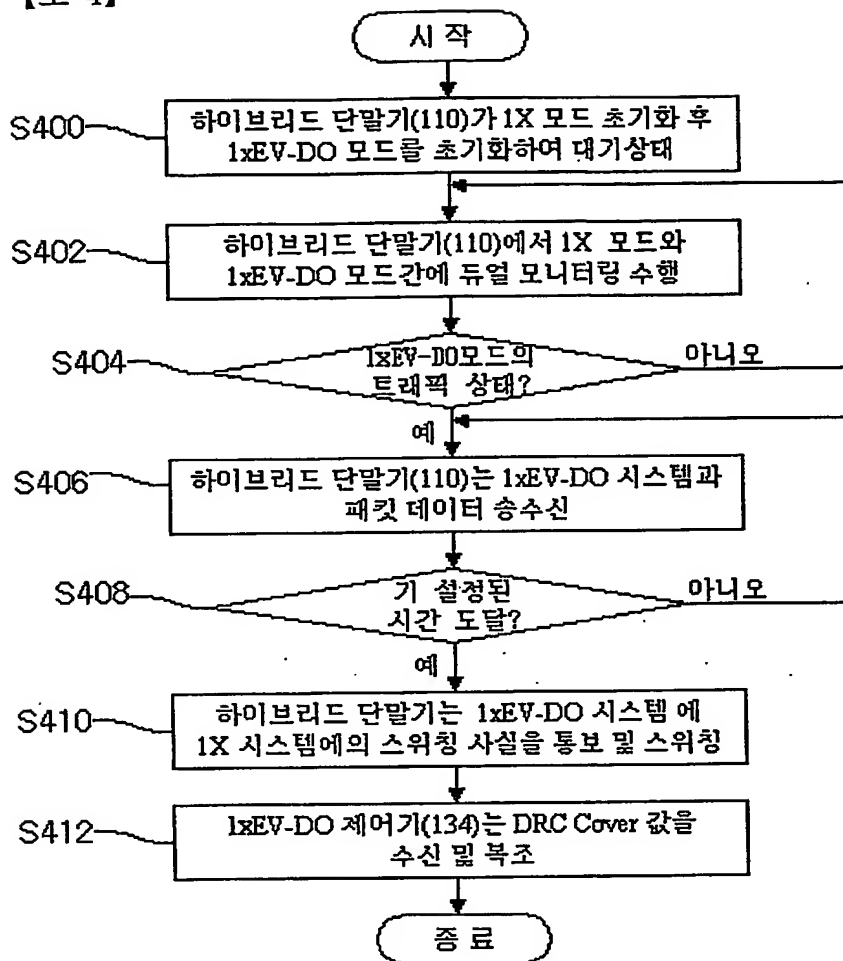 시 작
S400
하이브리드 단말기(110)가 1X 모드 초기화 후
1xEV-DO 모드를 초기화하여 대기상태
S402
하이브리드 단말기(110)에서 1X 모드와
1xEV-DO 모드간에 듀얼 모니터링 수행
S404
1xEV-DO모드의
트래픽 상태?
아니오
예
S406
하이브리드 단말기(110)는 1xEV-DO 시스템과
패킷 데이터 송수신
S408
기 설정된
시간 도달?
아니오
예
S410
하이브리드 단말기는 1xEV-DO 시스템 에
1X 시스템에의 스위칭 사실을 통보 및 스위칭
S412
1xEV-DO 제어기(134)는 DRC Cover 값을
수신 및 복조
종 료